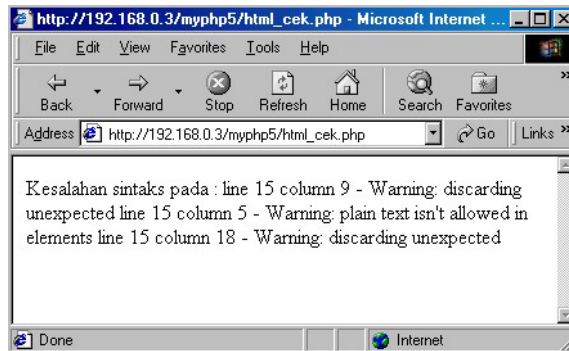 http://192.168.0.3/myphp5/html_cek.php - Microsoft Internet ...
File Edit View Favorites Tools Help
Back Forward Stop Refresh Home Search Favorites »
Address http://192.168.0.3/myphp5/html_cek.php Go Links »
Kesalahan sintaks pada : line 15 column 9 - Warning: discarding
unexpected line 15 column 5 - Warning: plain text isn't allowed in
elements line 15 column 18 - Warning: discarding unexpected
Done Internet